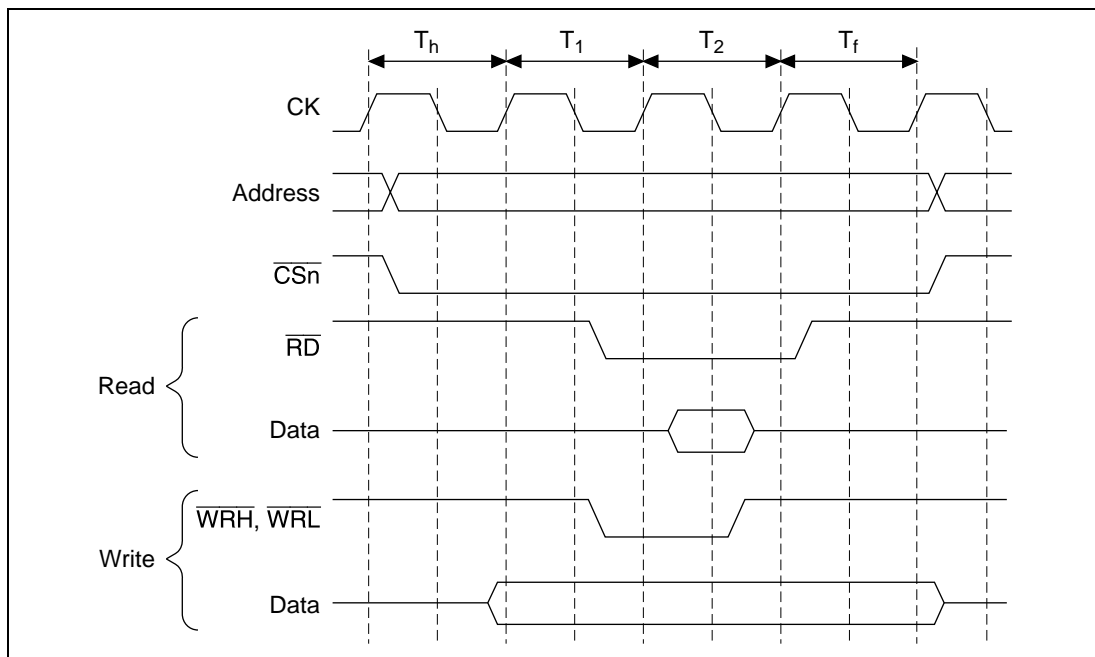 Th T1 T2 Tf
CK
Address
CSn
RD
Read
Data
WRH, WRL
Write
Data